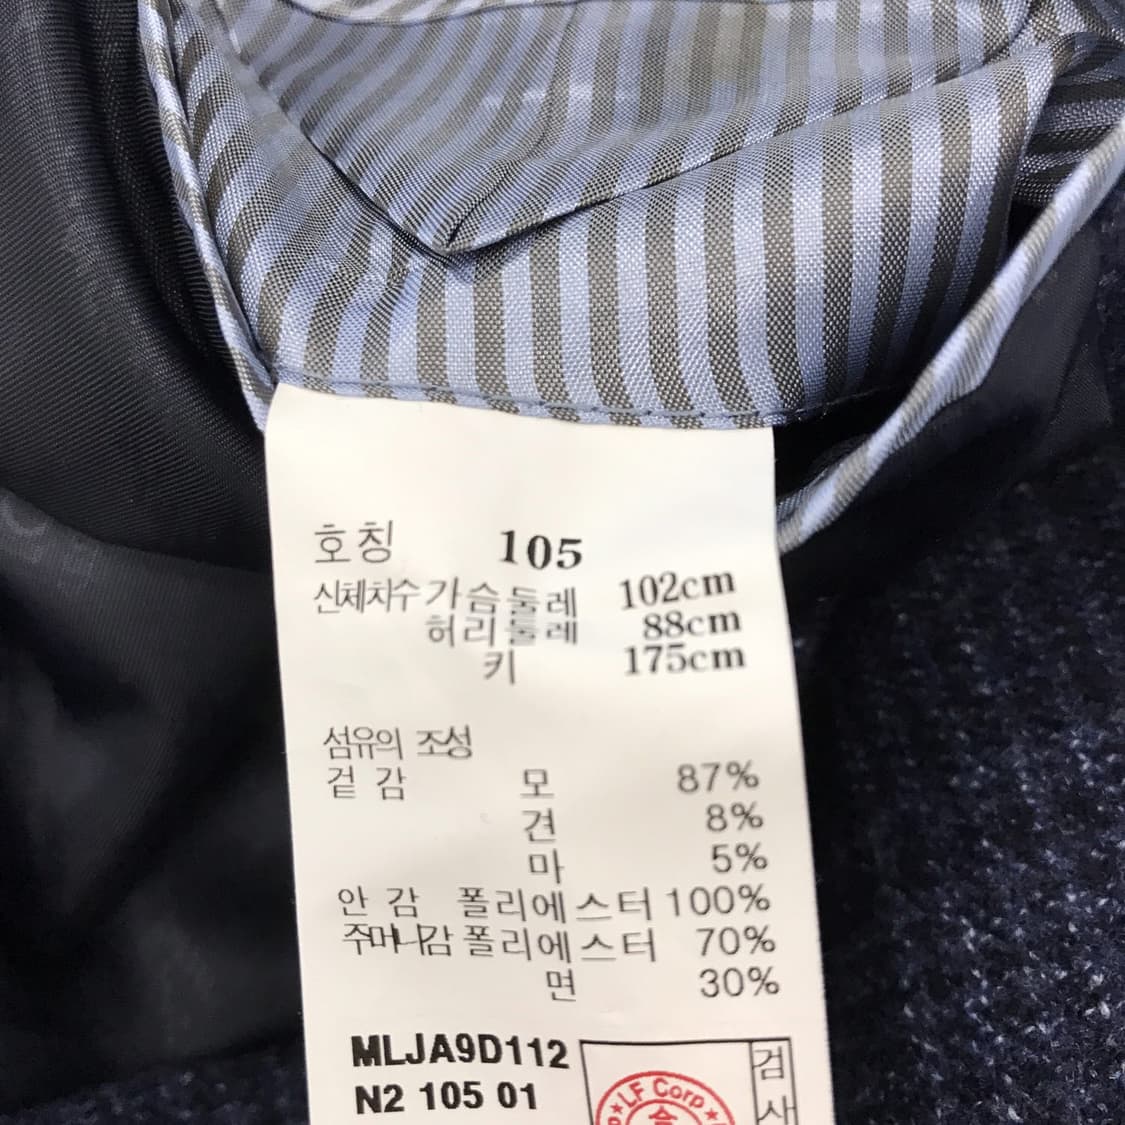 호칭 105
신체치수 가슴둘레 102cm
허리둘레 88cm
키 175cm
섬유의 조성
겉 감 모 87%
견 8%
마 5%
안 감 폴리에스터 100%
주머니감 폴리에스터 70%
면 30%
MLJA9D112
N2 105 01
검
사
LF Corp